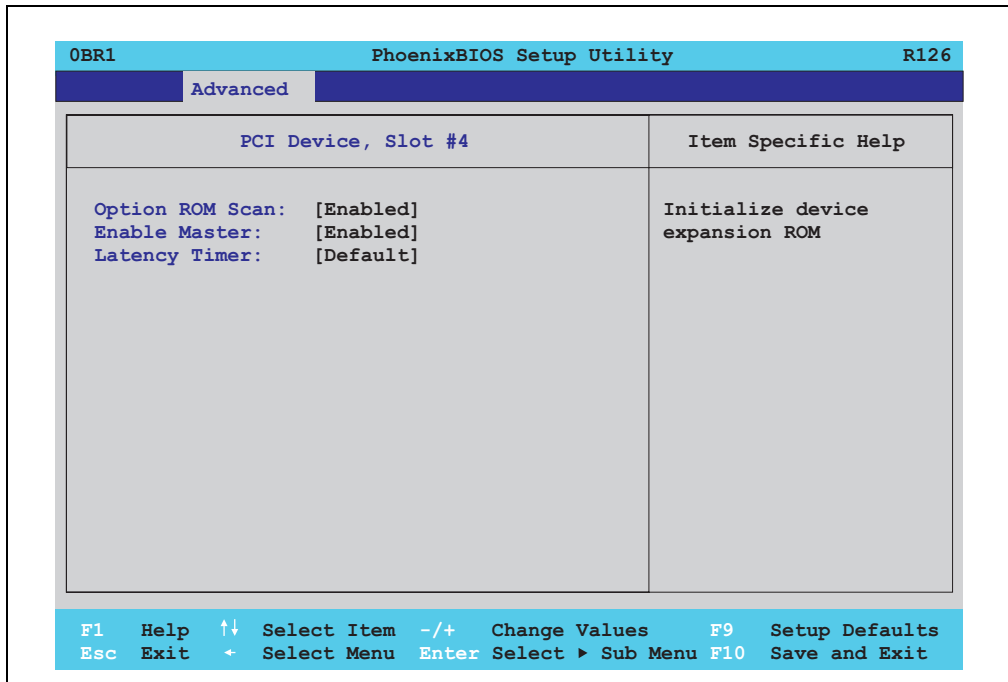 0BR1 PhoenixBIOS Setup Utility R126
Advanced
PCI Device, Slot #4
Item Specific Help
Option ROM Scan: [Enabled]
Enable Master: [Enabled]
Latency Timer: [Default]
Initialize device
expansion ROM
F1 Help ↑↓ Select Item -/+ Change Values F9 Setup Defaults
Esc Exit ← Select Menu Enter Select ▶ Sub Menu F10 Save and Exit